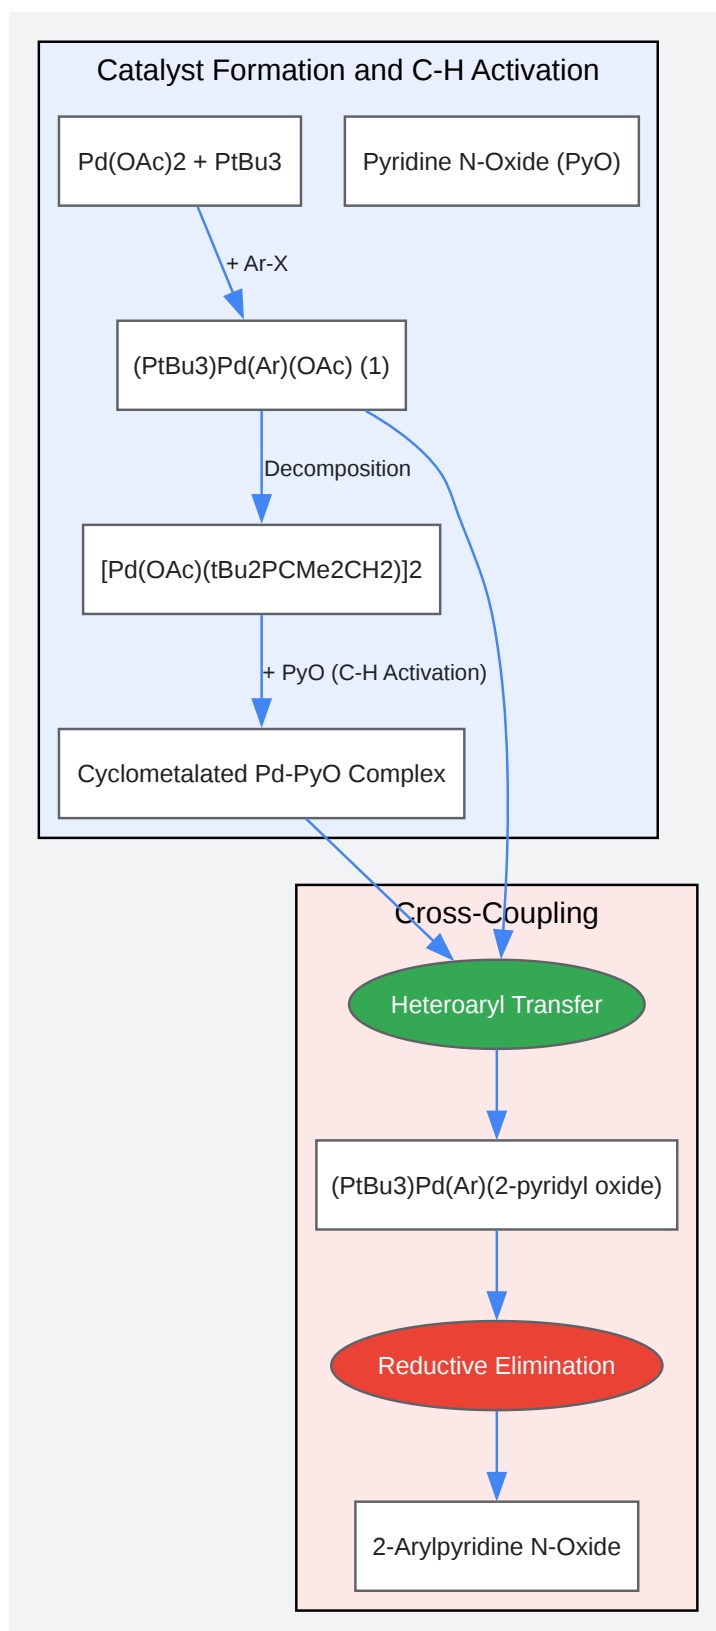 Catalyst Formation and C-H Activation
Pd(OAc)2 + PtBu3
Pyridine N-Oxide (PyO)
+ Ar-X
(PtBu3)Pd(Ar)(OAc) (1)
Decomposition
[Pd(OAc)(tBu2PCMe2CH2)]2
+ PyO (C-H Activation)
Cyclometalated Pd-PyO Complex
Cross-Coupling
Heteroaryl Transfer
(PtBu3)Pd(Ar)(2-pyridyl oxide)
Reductive Elimination
2-Arylpyridine N-Oxide